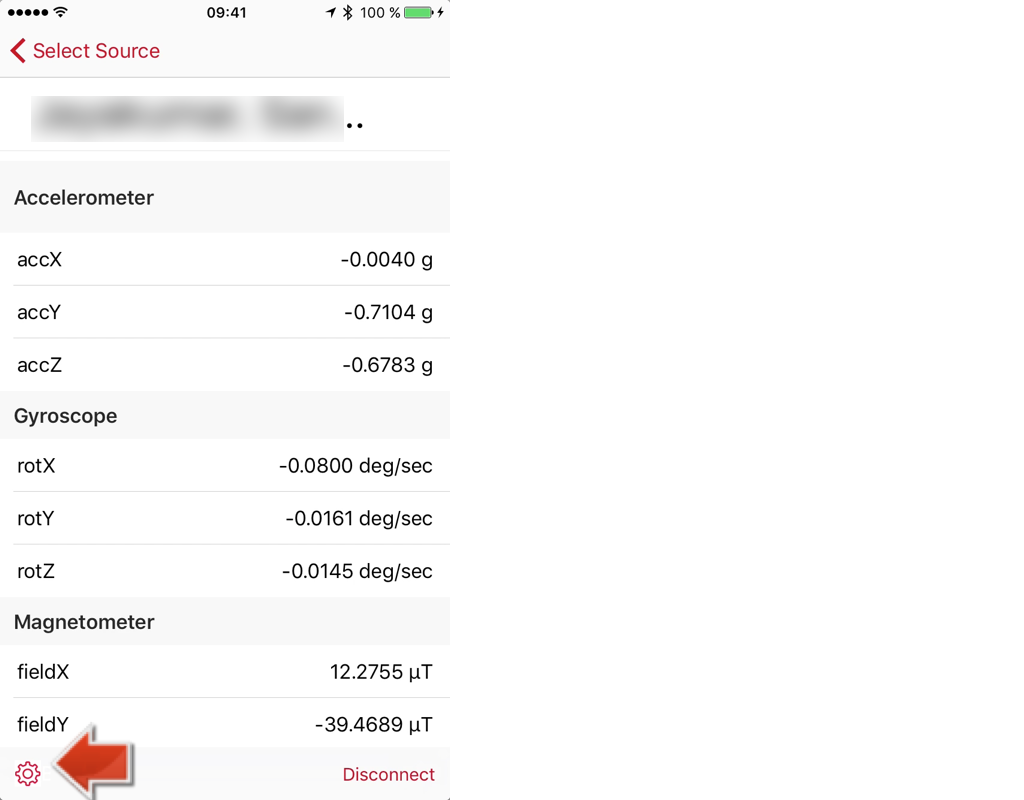 09:41 100 %
Select Source
..
Accelerometer
accX -0.0040 g
accY -0.7104 g
accZ -0.6783 g
Gyroscope
rotX -0.0800 deg/sec
rotY -0.0161 deg/sec
rotZ -0.0145 deg/sec
Magnetometer
fieldX 12.2755 µT
fieldY -39.4689 µT
Disconnect